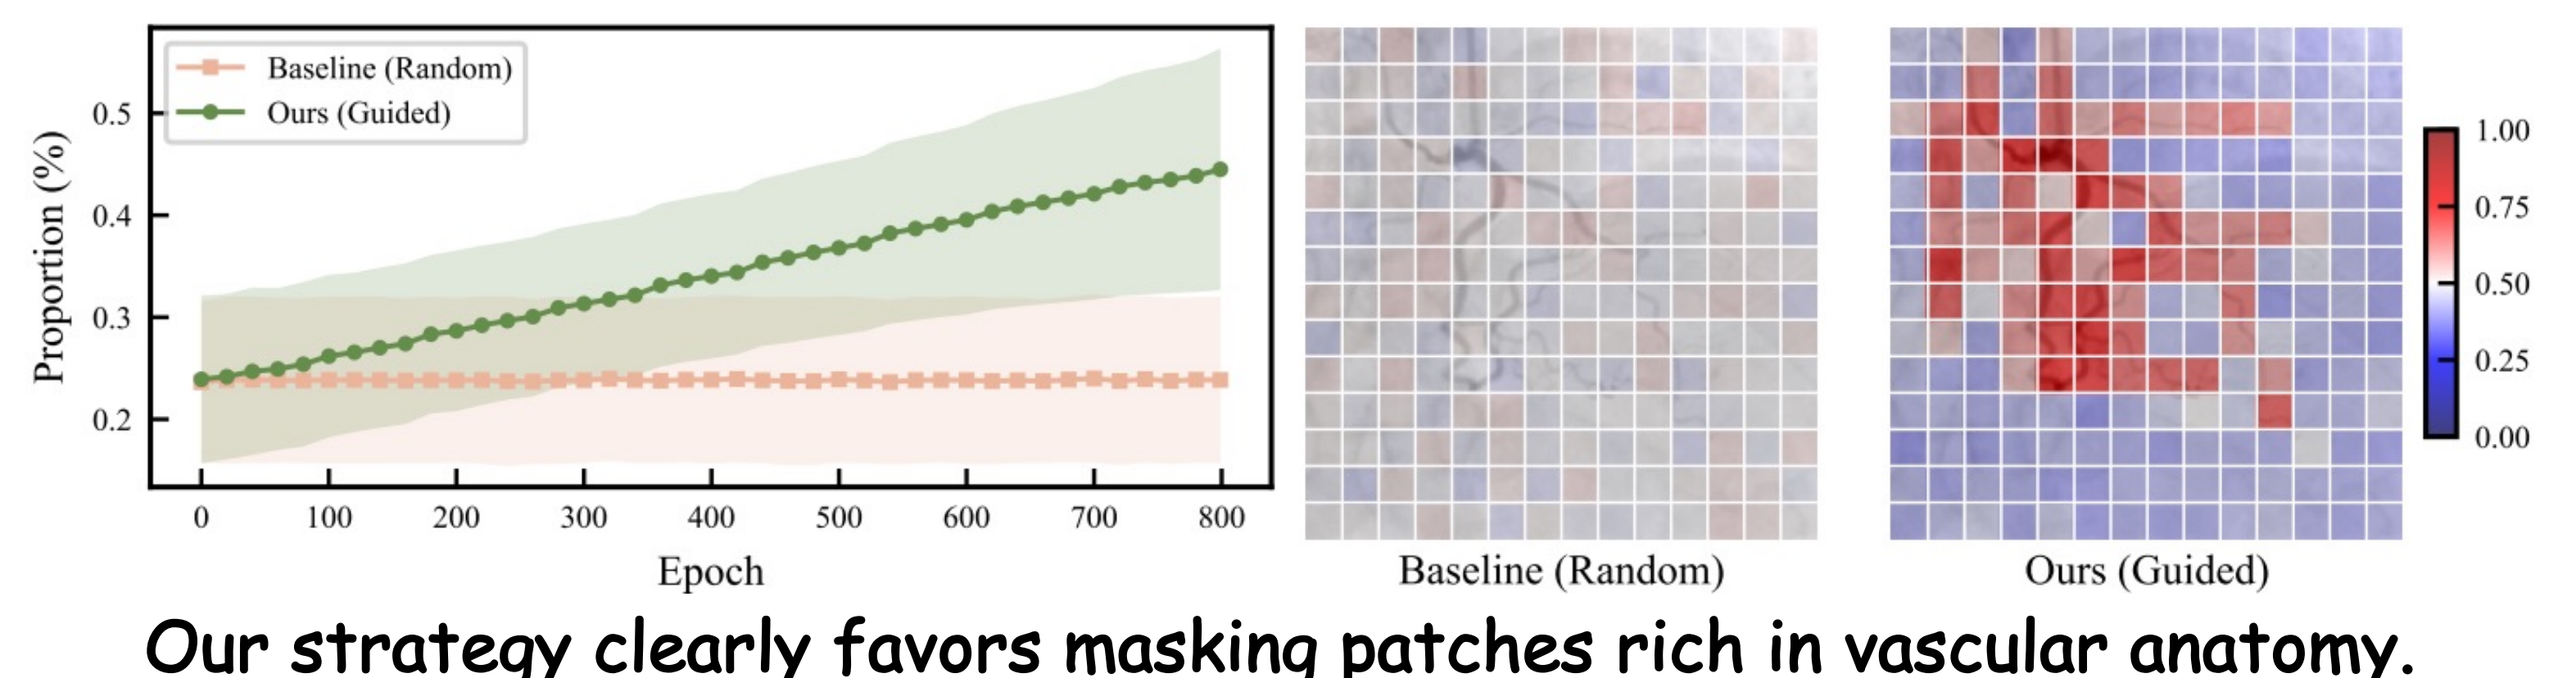 Baseline (Random)
Ours (Guided)
Proportion (%)
0.5
0.4
0.3
0.2
0 100 200 300 400 500 600 700 800
Epoch
Baseline (Random)
Ours (Guided)
1.00
0.75
0.50
0.25
0.00
Our strategy clearly favors masking patches rich in vascular anatomy.